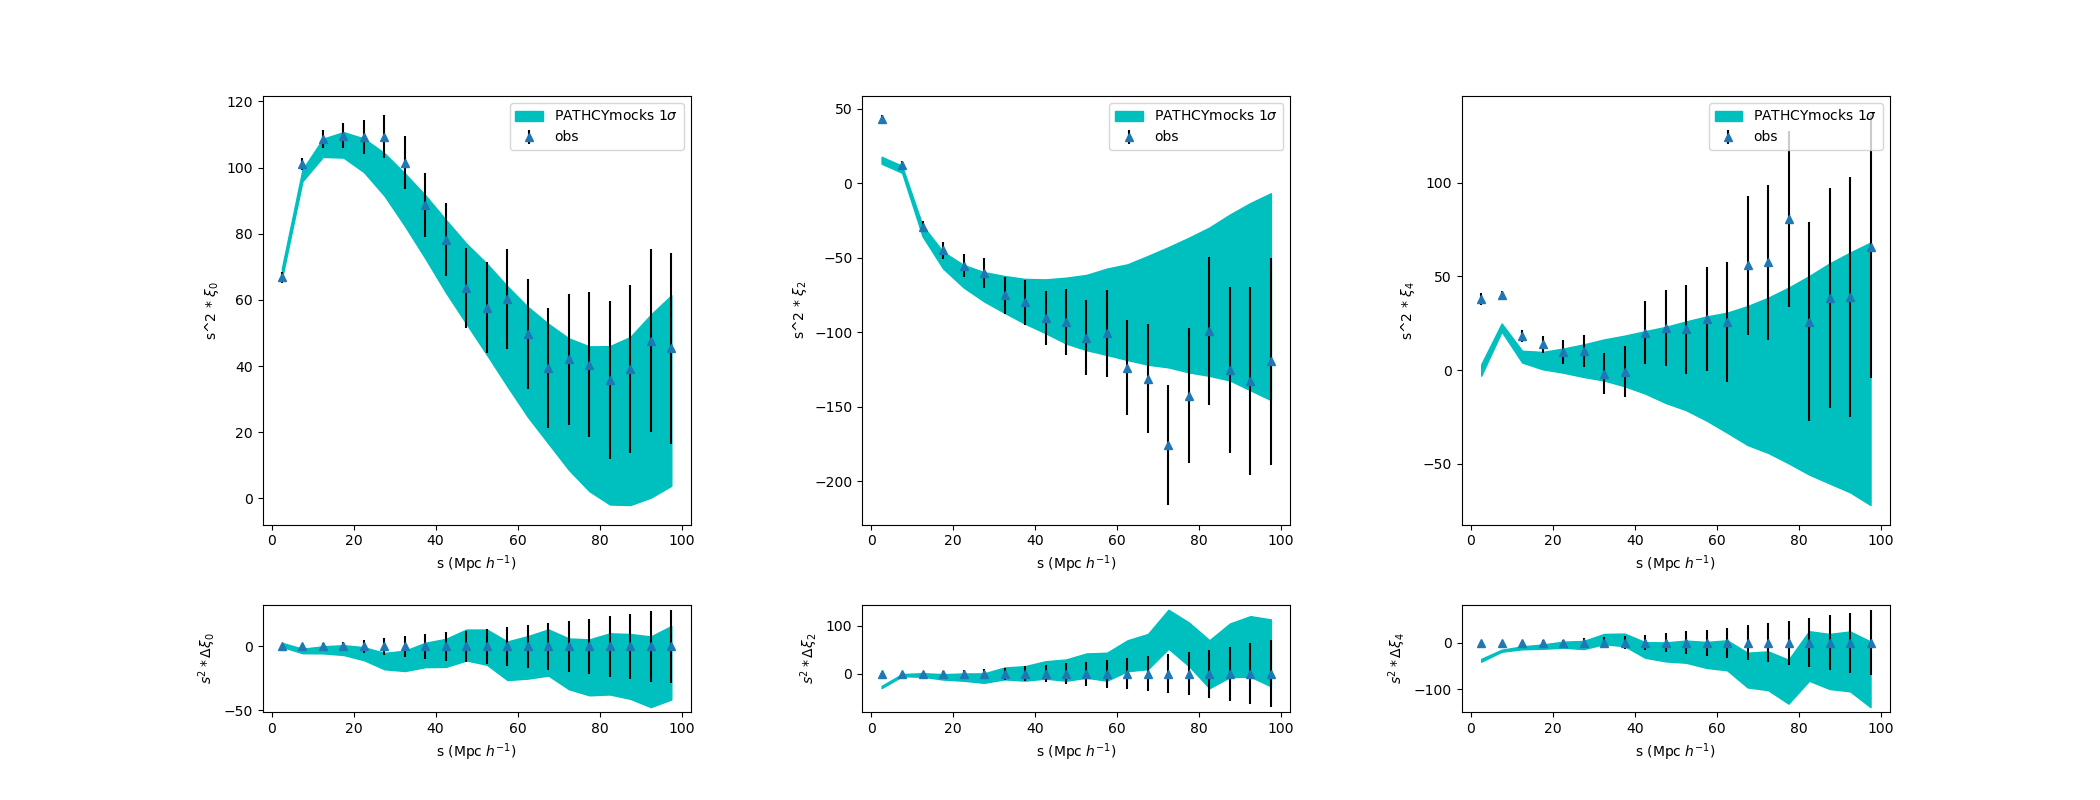 120
100
80
60
40
20
0
s^2 * ξ0
PATHCYmocks 1σ
obs
0 20 40 60 80 100
s (Mpc h−1)
50
0
−50
−100
−150
−200
s^2 * ξ2
PATHCYmocks 1σ
obs
0 20 40 60 80 100
s (Mpc h−1)
100
50
0
−50
s^2 * ξ4
PATHCYmocks 1σ
obs
0 20 40 60 80 100
s (Mpc h−1)
0
−50
s2 * Δξ0
0 20 40 60 80 100
s (Mpc h−1)
100
0
s2 * Δξ2
0 20 40 60 80 100
s (Mpc h−1)
0
−100
s2 * Δξ4
0 20 40 60 80 100
s (Mpc h−1)